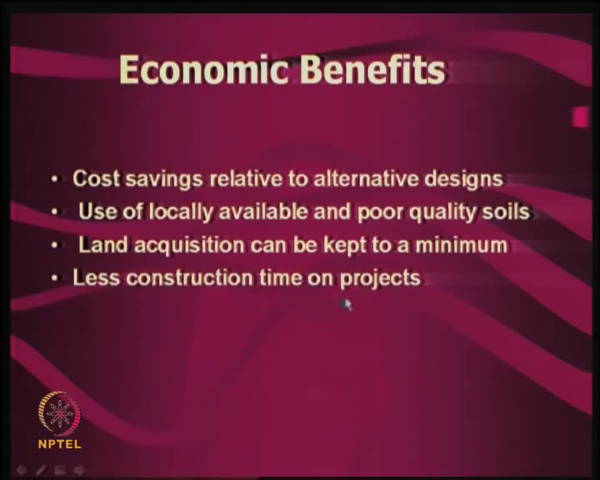 Economic Benefits
• Cost savings relative to alternative designs
• Use of locally available and poor quality soils
• Land acquisition can be kept to a minimum
• Less construction time on projects
NPTEL